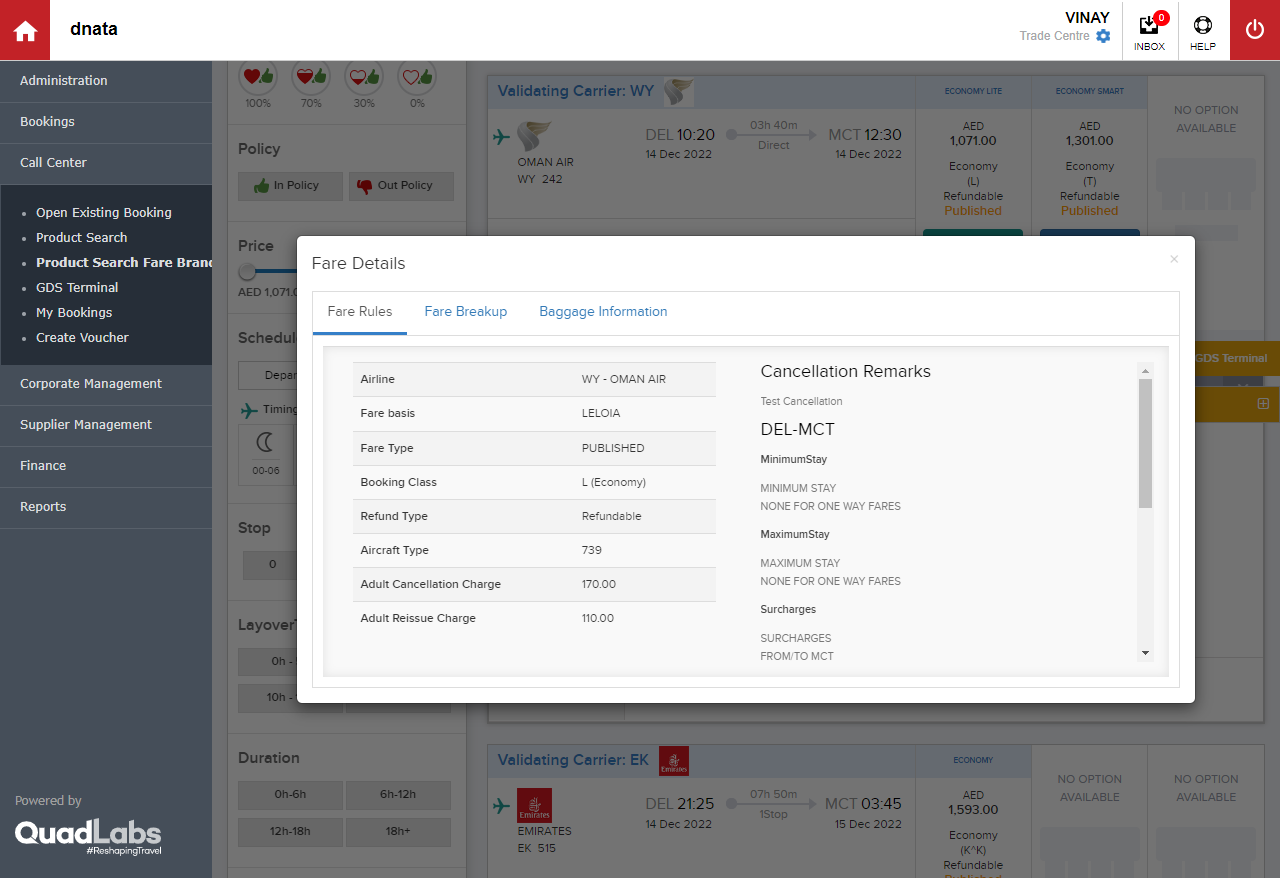 dnata
VINAY
Trade Centre
0
INBOX
HELP
Administration
Bookings
Call Center
Open Existing Booking
Product Search
Product Search Fare Brand
GDS Terminal
My Bookings
Create Voucher
Corporate Management
Supplier Management
Finance
Reports
Powered by
QuadLabs
#ReshapingTravel
100% 70% 30% 0%
Policy
In Policy Out Policy
Price
AED 1,071.0
Schedul
Depar
Timing
00-06
Stop
0
LayoverT
0h -
10h -
Duration
0h-6h 6h-12h
12h-18h 18h+
Validating Carrier: WY
ECONOMY LITE ECONOMY SMART
NO OPTION
AVAILABLE
OMAN AIR
WY 242
DEL 10:20
14 Dec 2022
03h 40m
Direct
MCT 12:30
14 Dec 2022
AED
1,071.00
Economy
(L)
Refundable
Published
AED
1,301.00
Economy
(T)
Refundable
Published
GDS Terminal
Fare Details
×
Fare Rules Fare Breakup Baggage Information
Airline WY - OMAN AIR
Fare basis LELOIA
Fare Type PUBLISHED
Booking Class L (Economy)
Refund Type Refundable
Aircraft Type 739
Adult Cancellation Charge 170.00
Adult Reissue Charge 110.00
Cancellation Remarks
Test Cancellation
DEL-MCT
MinimumStay
MINIMUM STAY
NONE FOR ONE WAY FARES
MaximumStay
MAXIMUM STAY
NONE FOR ONE WAY FARES
Surcharges
SURCHARGES
FROM/TO MCT
Validating Carrier: EK
Emirates
ECONOMY
NO OPTION
AVAILABLE
NO OPTION
AVAILABLE
Emirates
EMIRATES
EK 515
DEL 21:25
14 Dec 2022
07h 50m
1Stop
MCT 03:45
15 Dec 2022
AED
1,593.00
Economy
(K^K)
Refundable
Published